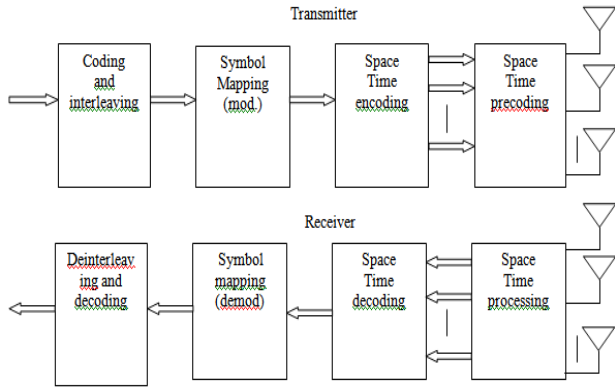 Transmitter
Coding
and
interleaving
Symbol
Mapping
(mod.)
Space
Time
encoding
Space
Time
precoding
Receiver
Deinterleav
ing and
decoding
Symbol
mapping
(demod)
Space
Time
decoding
Space
Time
processing